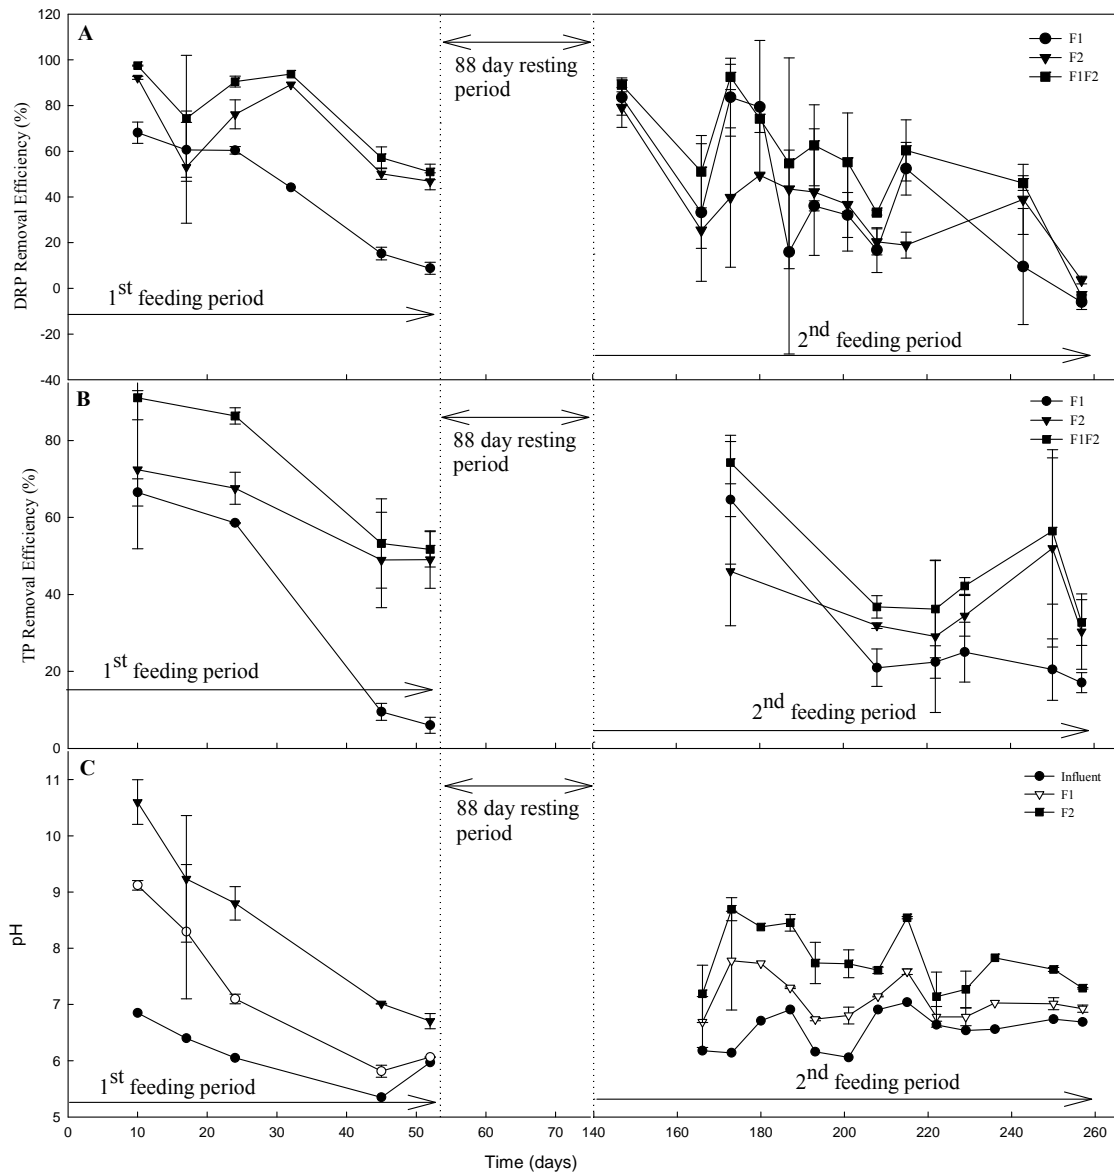 A
F1
F2
F1F2
88 day resting
period
1st feeding period
2nd feeding period
DRP Removal Efficiency (%)
120
100
80
60
40
20
0
-20
-40
B
F1
F2
F1F2
88 day resting
period
1st feeding period
2nd feeding period
TP Removal Efficiency (%)
80
60
40
20
0
C
Influent
F1
F2
88 day resting
period
1st feeding period
2nd feeding period
pH
11
10
9
8
7
6
5
0 10 20 30 40 50 60 70 140 160 180 200 220 240 260
Time (days)